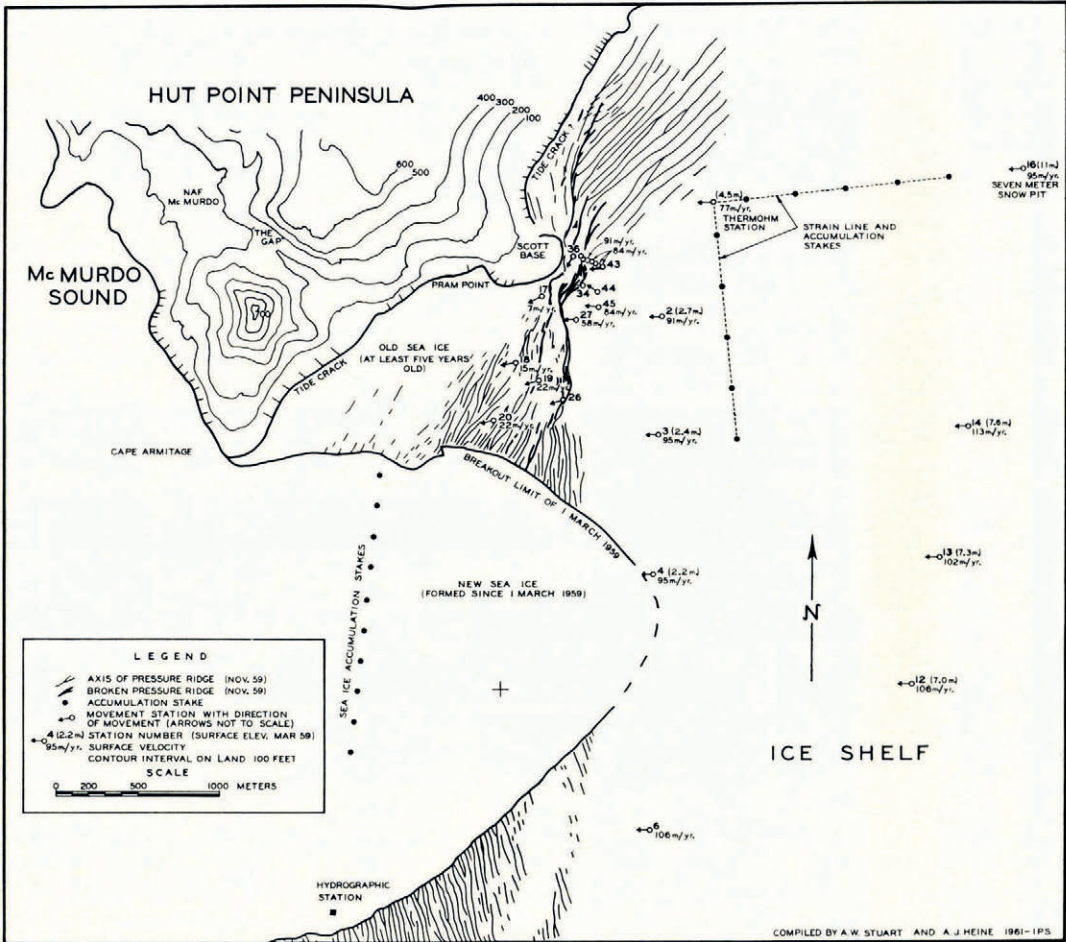 HUT POINT PENINSULA
400
300
200
100
600
500
NAF
McMURDO
"THE
GAP"
McMURDO
SOUND
TIDE CRACK ?
SCOTT
BASE
PRAM POINT
TIDE CRACK
OLD SEA ICE
(AT LEAST FIVE YEARS
OLD)
CAPE ARMITAGE
16 (11m)
95m/yr.
SEVEN METER
SNOW PIT
(4.5m)
77m/yr.
THERMOHM
STATION
STRAIN LINE AND
ACCUMULATION
STAKES
91m/yr.
84m/yr.
36
43
34
44
45
84m/yr.
17
7m/yr.
27
58m/yr.
2 (2.7m)
91m/yr.
18
15m/yr.
19
22m/yr.
26
20
22m/yr.
3 (2.4m)
95m/yr.
14 (7.6m)
113m/yr.
BREAKOUT LIMIT OF 1 MARCH 1959
4 (2.2m)
95m/yr.
13 (7.3m)
102m/yr.
NEW SEA ICE
(FORMED SINCE 1 MARCH 1959)
SEA ICE ACCUMULATION STAKES
N
12 (7.0m)
106m/yr.
ICE SHELF
6
106m/yr.
LEGEND
AXIS OF PRESSURE RIDGE (NOV. 59)
BROKEN PRESSURE RIDGE (NOV. 59)
ACCUMULATION STAKE
MOVEMENT STATION WITH DIRECTION
OF MOVEMENT (ARROWS NOT TO SCALE)
4 (2.2m) STATION NUMBER (SURFACE ELEV, MAR 59)
95m/yr. SURFACE VELOCITY
CONTOUR INTERVAL ON LAND 100 FEET
SCALE
0 200 500 1000 METERS
HYDROGRAPHIC
STATION
COMPILED BY A.W. STUART AND A.J HEINE 1961-IPS